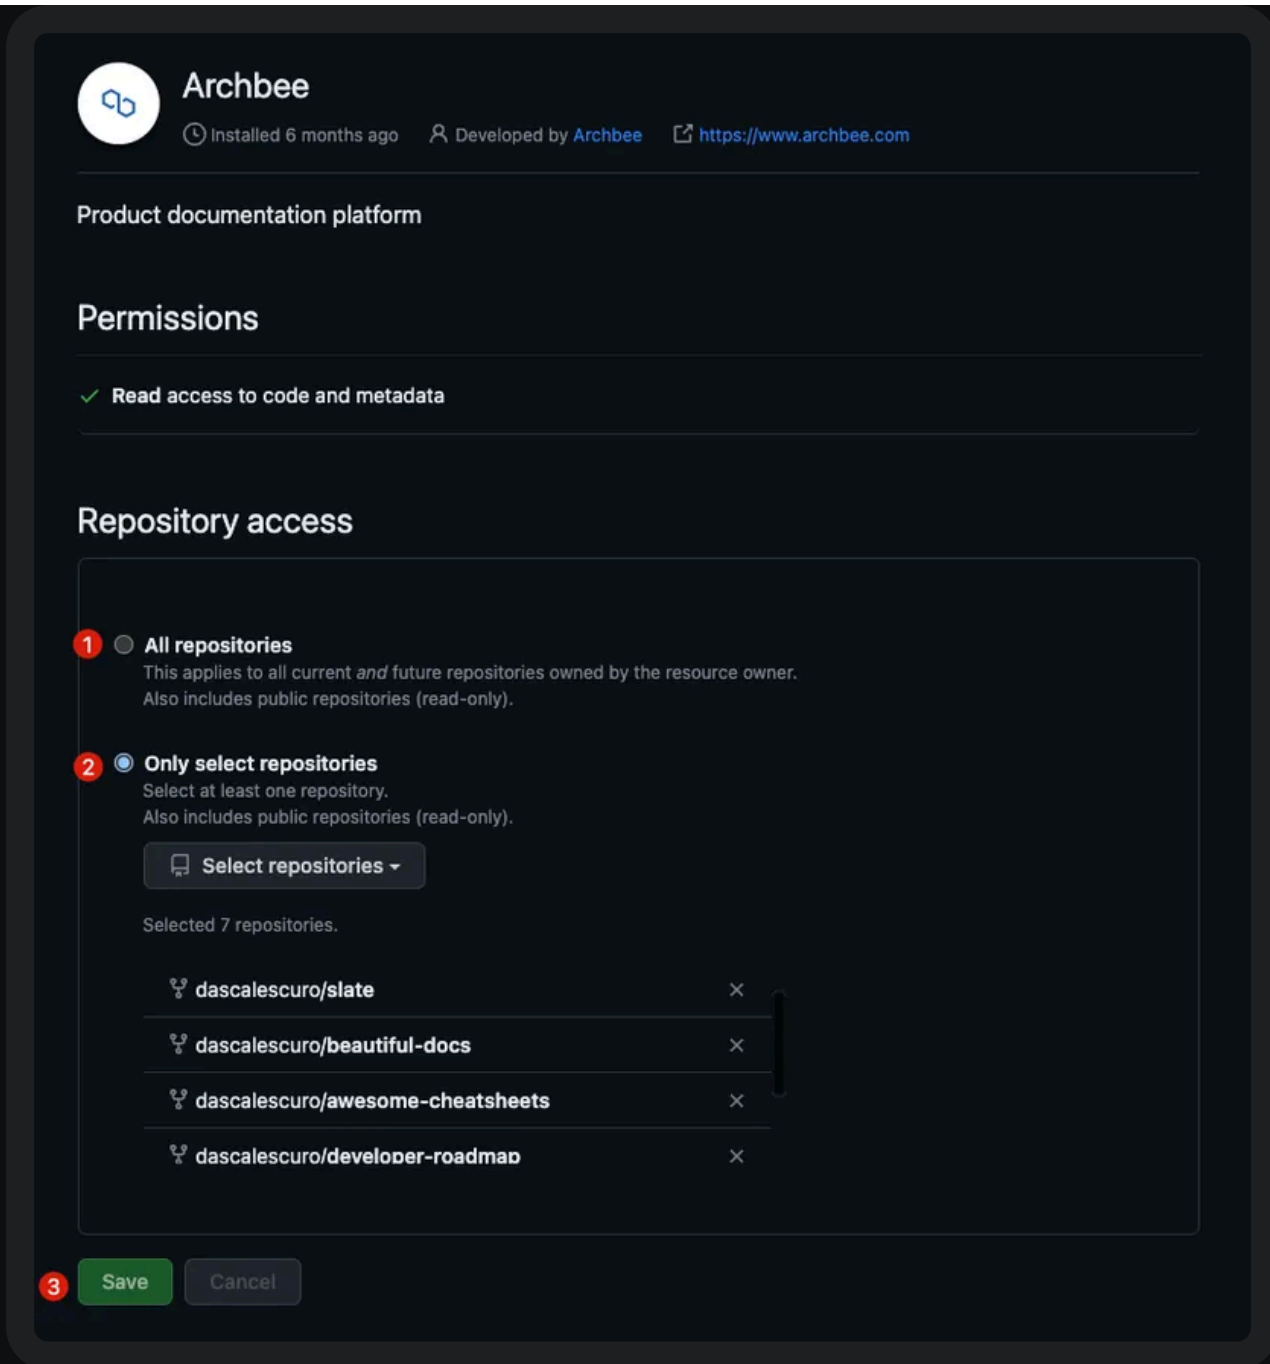 Archbee
Installed 6 months ago Developed by Archbee https://www.archbee.com
Product documentation platform
Permissions
Read access to code and metadata
Repository access
1 All repositories
This applies to all current and future repositories owned by the resource owner.
Also includes public repositories (read-only).
2 Only select repositories
Select at least one repository.
Also includes public repositories (read-only).
Select repositories
Selected 7 repositories.
dascalescuro/slate
dascalescuro/beautiful-docs
dascalescuro/awesome-cheatsheets
dascalescuro/developer-roadmap
3 Save Cancel